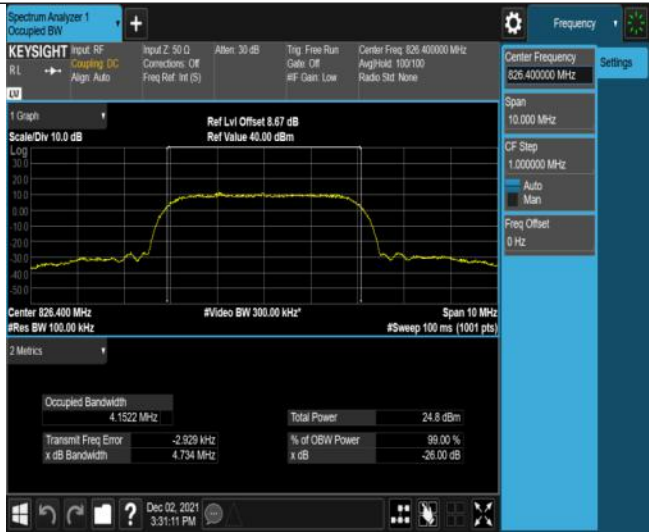 Spectrum Analyzer 1
Occupied BW
+
Frequency
KEYSIGHT
Input: RF
Input Z: 50 Ω
Atten: 30 dB
Trig: Free Run
Center Freq: 826.400000 MHz
RL
Coupling: DC
Corrections: Off
Gate: Off
Avg|Hold: 100/100
Align: Auto
Freq Ref: Int (S)
#IF Gain: Low
Radio Std: None
LXI
Center Frequency
826.400000 MHz
Settings
Span
10.000 MHz
CF Step
1.000000 MHz
Auto
Man
Freq Offset
0 Hz
1 Graph
Ref Lvl Offset 8.67 dB
Scale/Div 10.0 dB
Ref Value 40.00 dBm
Log
30.0
20.0
10.0
0.00
-10.0
-20.0
-30.0
-40.0
-50.0
Center 826.400 MHz
#Video BW 300.00 kHz*
Span 10 MHz
#Res BW 100.00 kHz
#Sweep 100 ms (1001 pts)
2 Metrics
Occupied Bandwidth
4.1522 MHz
Total Power
24.8 dBm
Transmit Freq Error
-2.929 kHz
% of OBW Power
99.00 %
x dB Bandwidth
4.734 MHz
x dB
-26.00 dB
?
Dec 02, 2021
3:31:11 PM